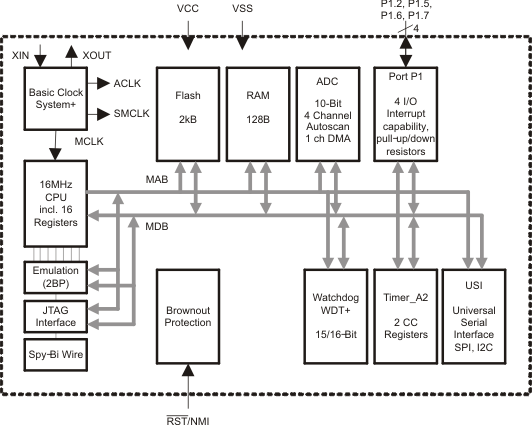 VCC
VSS
P1.2, P1.5,
P1.6, P1.7
4
XIN
XOUT
Basic Clock
System+
ACLK
SMCLK
MCLK
Flash
2kB
RAM
128B
ADC
10-Bit
4 Channel
Autoscan
1 ch DMA
Port P1
4 I/O
Interrupt
capability,
pull-up/down
resistors
16MHz
CPU
incl. 16
Registers
MAB
MDB
Emulation
(2BP)
JTAG
Interface
Spy-Bi Wire
Brownout
Protection
Watchdog
WDT+
15/16-Bit
Timer_A2
2 CC
Registers
USI
Universal
Serial
Interface
SPI, I2C
RST/NMI